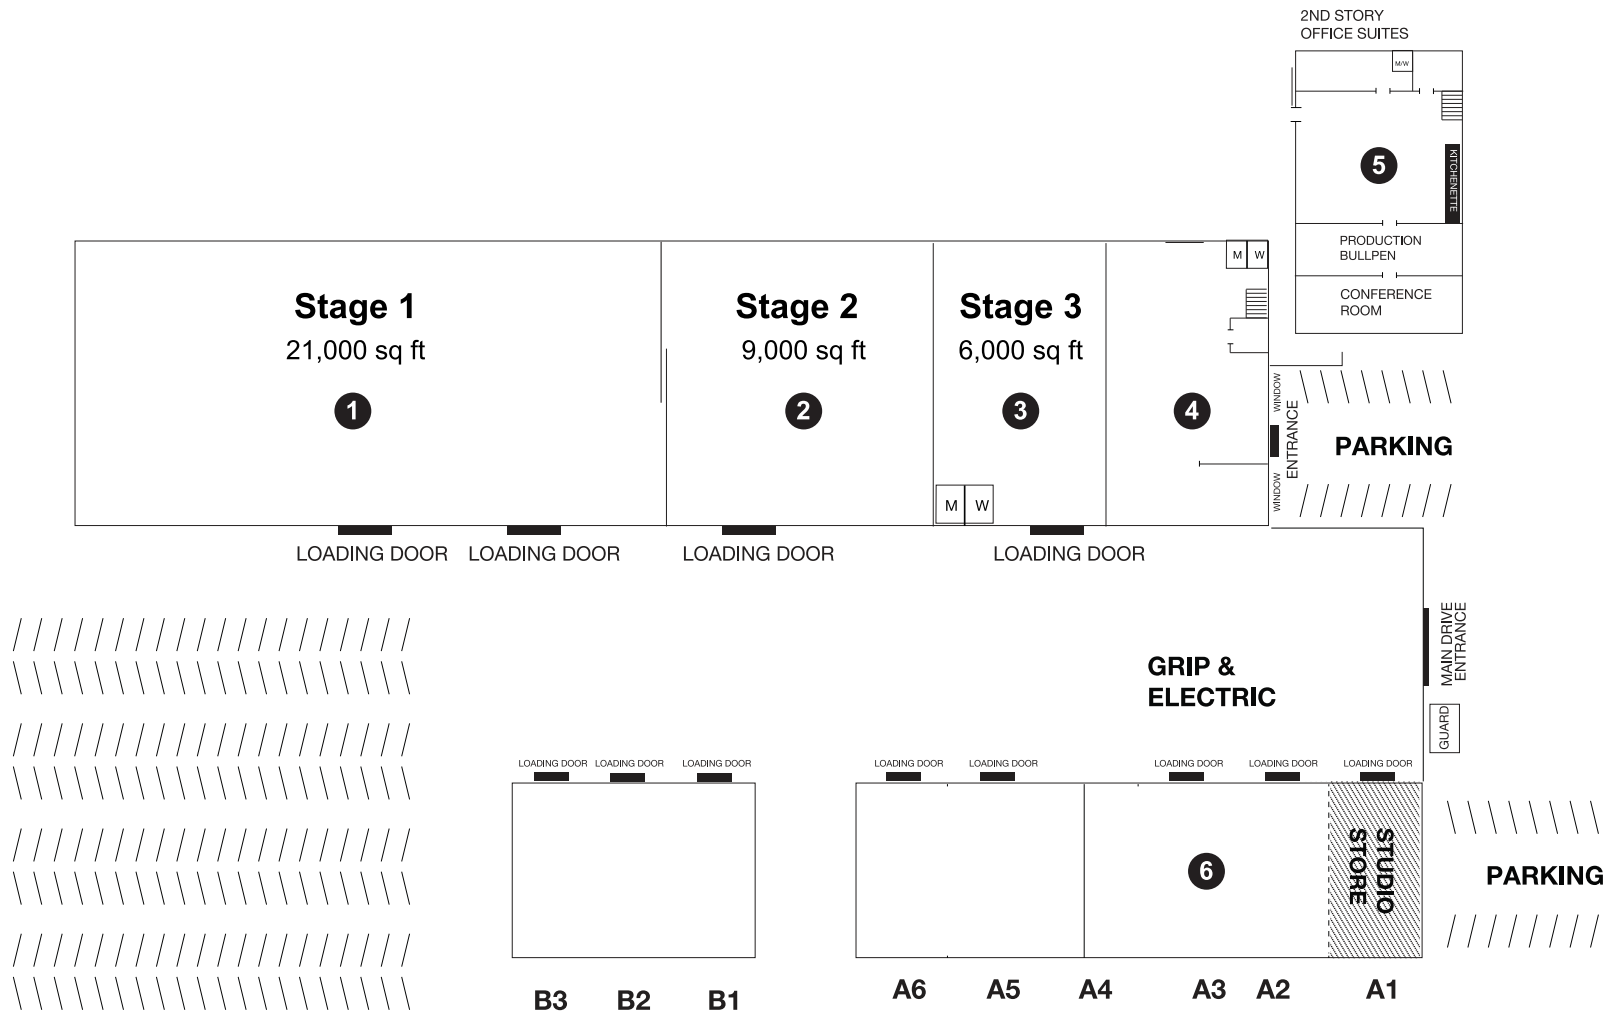 2ND STORY
OFFICE SUITES
M/W
5
KITCHENETTE
PRODUCTION
BULLPEN
CONFERENCE
ROOM
M W
Stage 1
21,000 sq ft
1
Stage 2
9,000 sq ft
2
Stage 3
6,000 sq ft
3
4
M W
WINDOW
ENTRANCE
WINDOW
PARKING
LOADING DOOR
LOADING DOOR
LOADING DOOR
LOADING DOOR
MAIN DRIVE
ENTRANCE
GUARD
GRIP &
ELECTRIC
LOADING DOOR
LOADING DOOR
LOADING DOOR
LOADING DOOR
LOADING DOOR
LOADING DOOR
LOADING DOOR
LOADING DOOR
6
STUDIO
STORE
PARKING
B3
B2
B1
A6
A5
A4
A3
A2
A1